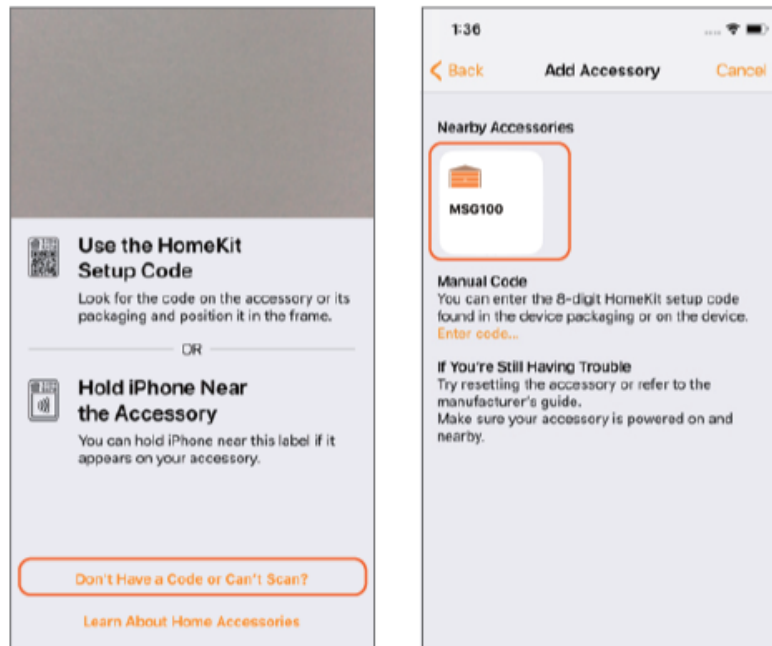 Use the HomeKit
Setup Code
Look for the code on the accessory or its
packaging and position it in the frame.
OR
Hold iPhone Near
the Accessory
You can hold iPhone near this label if it
appears on your accessory.
Don't Have a Code or Can't Scan?
Learn About Home Accessories
1:36
Back
Add Accessory
Cancel
Nearby Accessories
MSG100
Manual Code
You can enter the 8-digit HomeKit setup code
found in the device packaging or on the device.
Enter code...
If You're Still Having Trouble
Try resetting the accessory or refer to the
manufacturer's guide.
Make sure your accessory is powered on and
nearby.